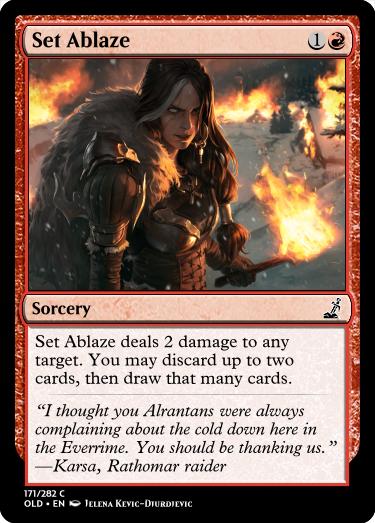 Set Ablaze 1
Sorcery
Set Ablaze deals 2 damage to any
target. You may discard up to two
cards, then draw that many cards.
“I thought you Alrantans were always
complaining about the cold down here in
the Everrime. You should be thanking us.”
—Karsa, Rathomar raider
171/282 C
OLD • EN Jelena Kevic-Djurdjevic